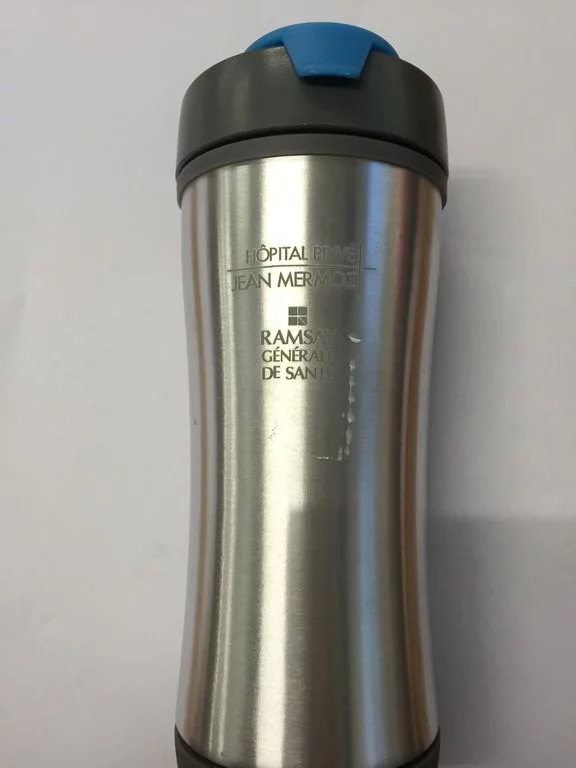 HÔPITAL PRIVÉ
JEAN MERMOZ
RAMSAY
GÉNÉRALE
DE SANTÉ